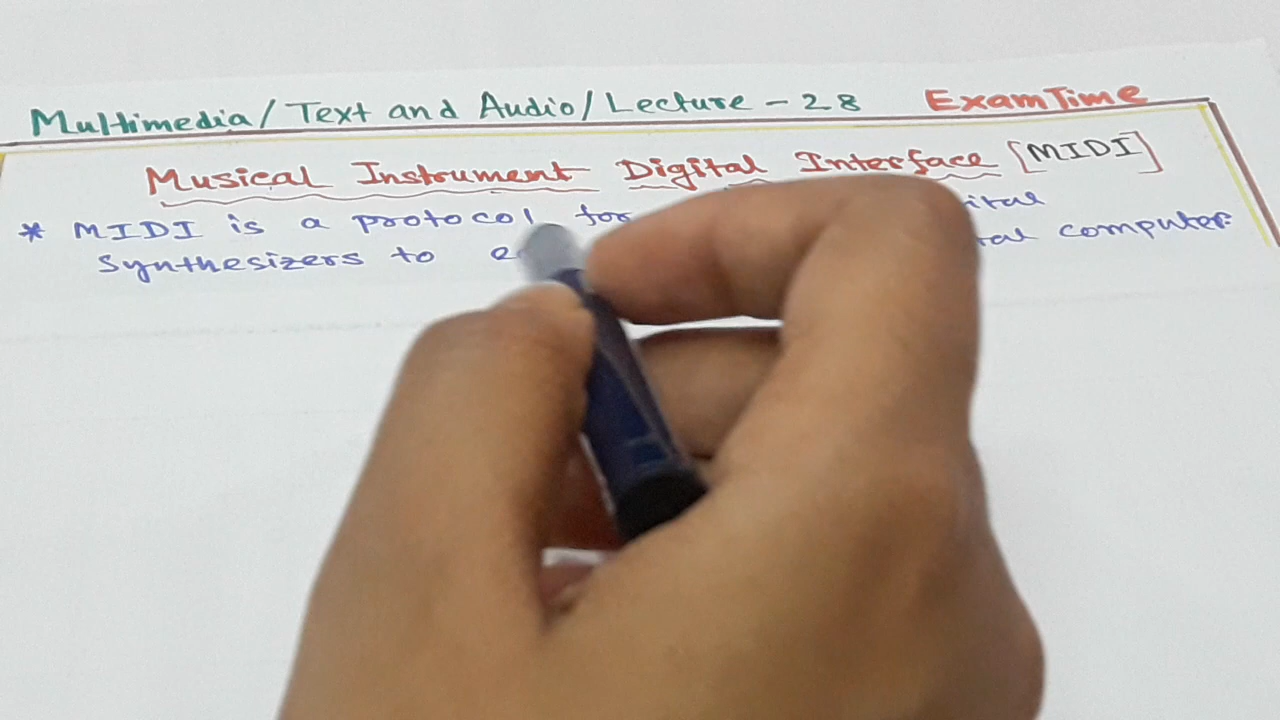 Multimedia/Text and Audio/Lecture - 28 ExamTime
Musical Instrument Digital Interface [MIDI]
* MIDI is a protocol for
synthesizers to computer.